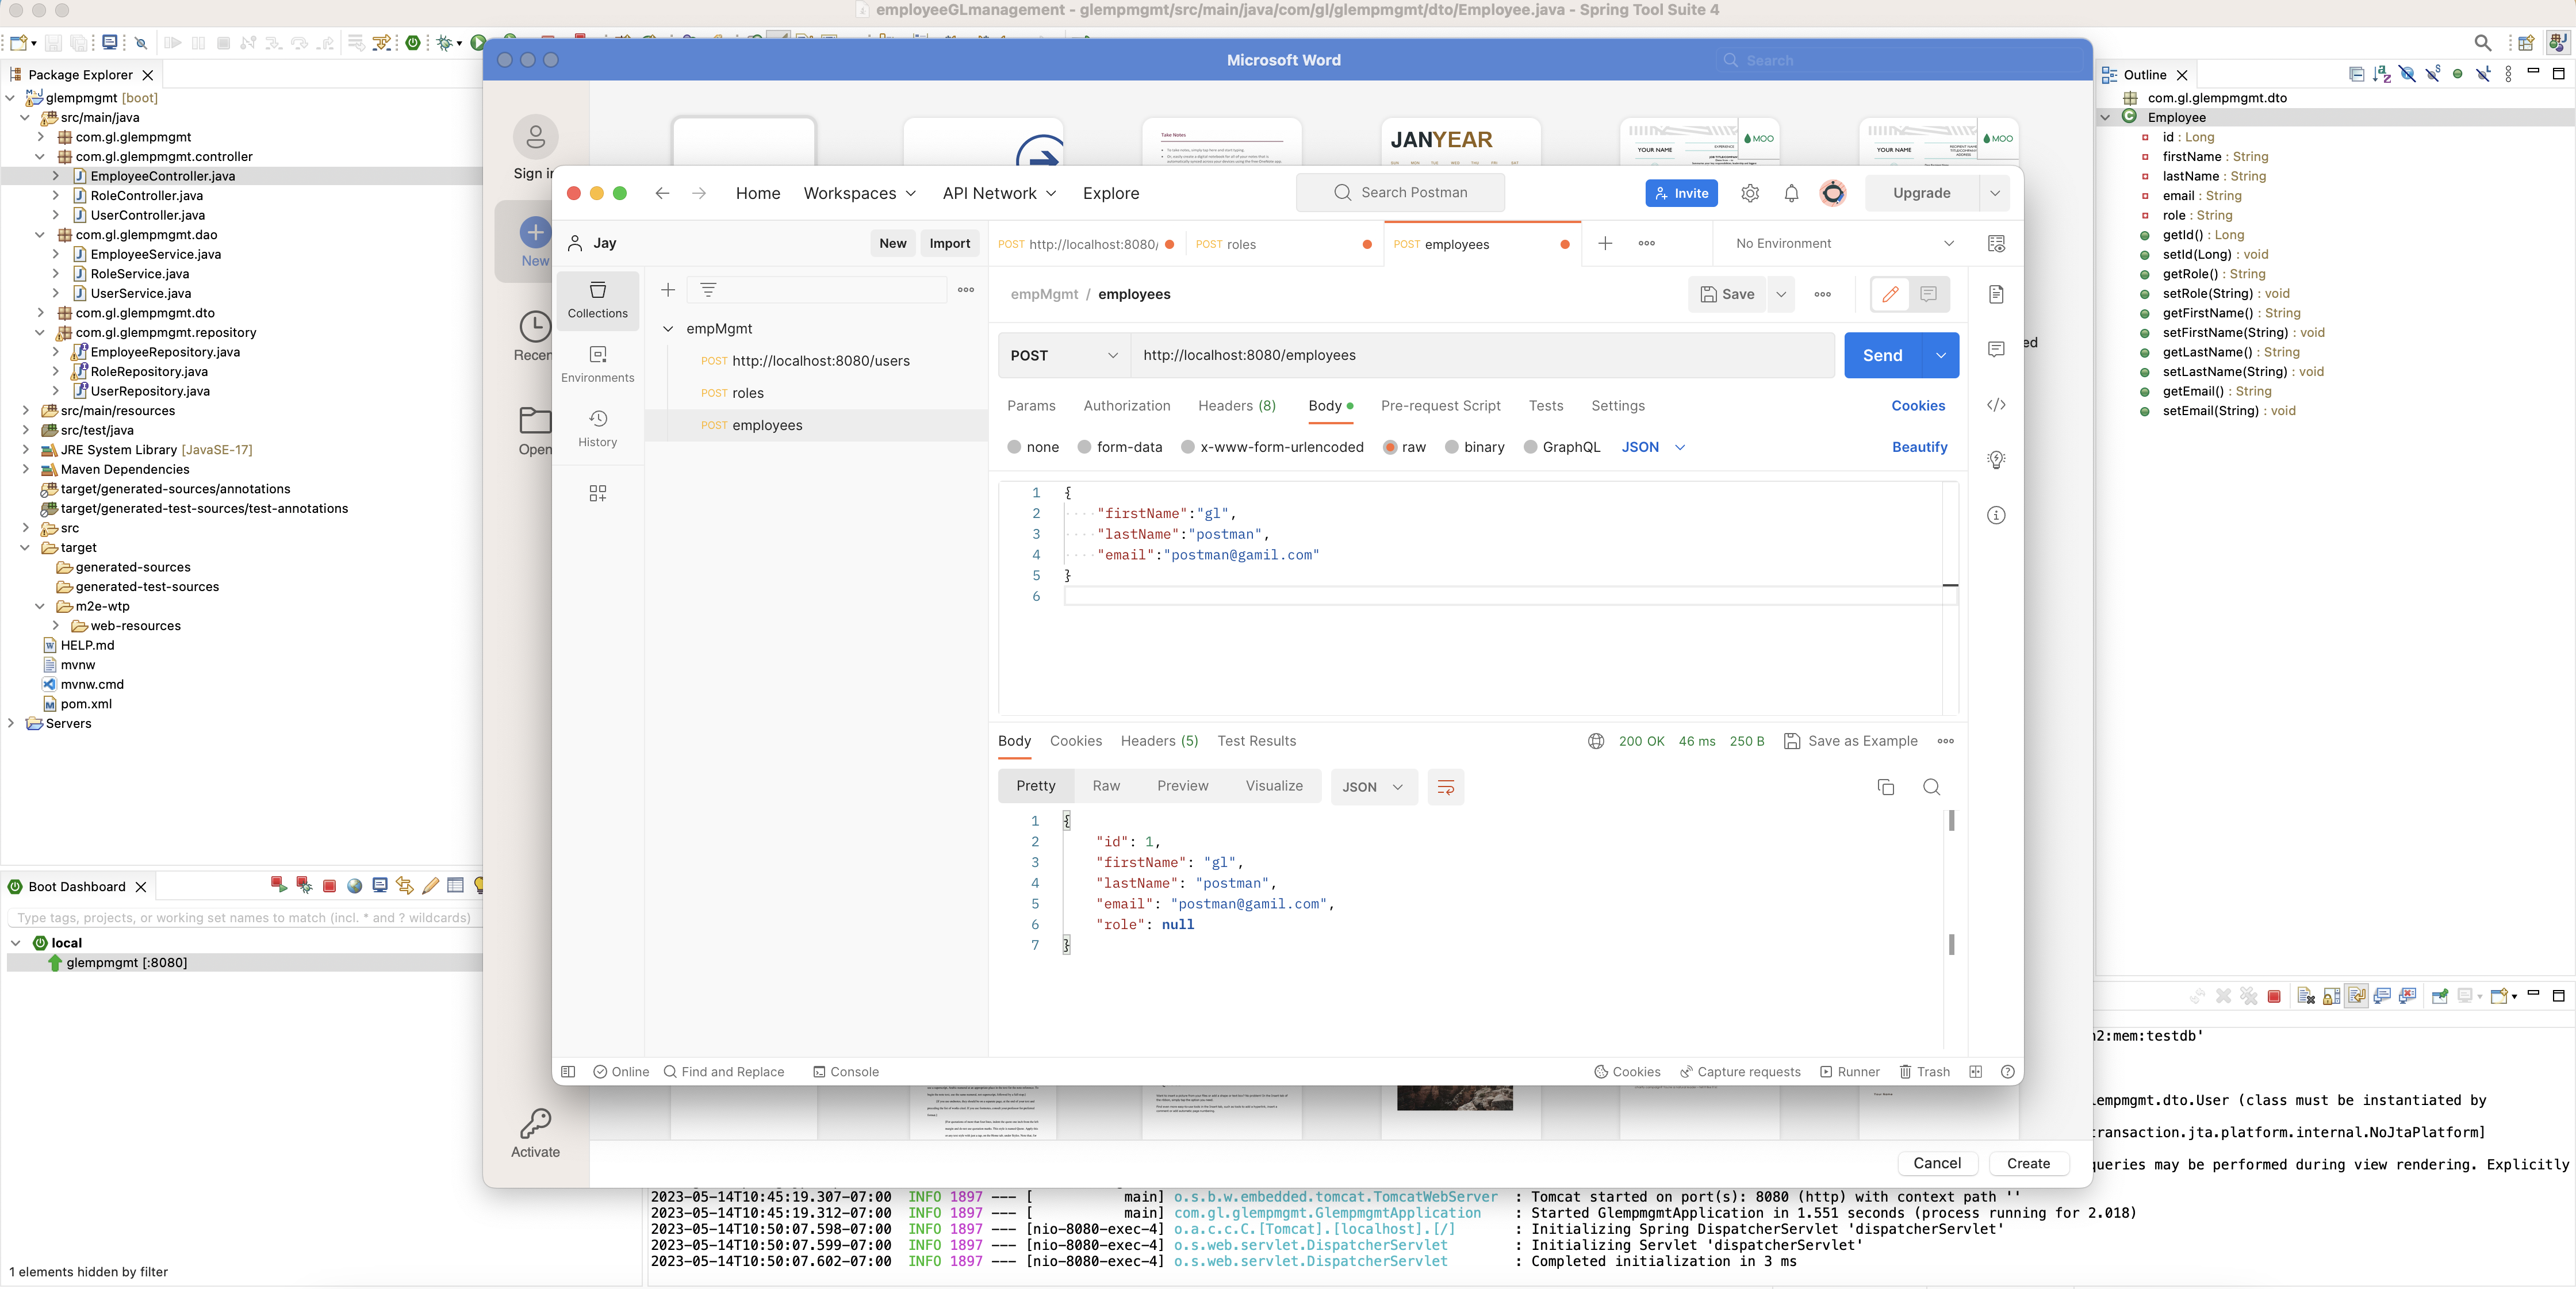 employeeGLmanagement - glempmgmt/src/main/java/com/gl/glempmgmt/dto/Employee.java - Spring Tool Suite 4
Package Explorer
glempmgmt [boot]
src/main/java
com.gl.glempmgmt
com.gl.glempmgmt.controller
EmployeeController.java
RoleController.java
UserController.java
com.gl.glempmgmt.dao
EmployeeService.java
RoleService.java
UserService.java
com.gl.glempmgmt.dto
com.gl.glempmgmt.repository
EmployeeRepository.java
RoleRepository.java
UserRepository.java
src/main/resources
src/test/java
JRE System Library [JavaSE-17]
Maven Dependencies
target/generated-sources/annotations
target/generated-test-sources/test-annotations
src
target
generated-sources
generated-test-sources
m2e-wtp
web-resources
HELP.md
mvnw
mvnw.cmd
pom.xml
Servers
Boot Dashboard
Type tags, projects, or working set names to match (incl. * and ? wildcards)
local
glempmgmt [:8080]
1 elements hidden by filter
Microsoft Word
Search
Sign in
New
Recen
Open
Activate
Take Notes
JANYEAR
SUN MON TUE WED THU FRI SAT
YOUR NAME
MOO
YOUR NAME
MOO
ed
Cancel
Create
Home Workspaces API Network Explore
Search Postman
Invite
Upgrade
Jay
New
Import
POST http://localhost:8080/
POST roles
POST employees
No Environment
Collections
Environments
History
empMgmt
POST http://localhost:8080/users
POST roles
POST employees
empMgmt / employees
Save
POST
http://localhost:8080/employees
Send
Params Authorization Headers (8) Body Pre-request Script Tests Settings
Cookies
none form-data x-www-form-urlencoded raw binary GraphQL JSON
Beautify
1 {
2 "firstName":"gl",
3 "lastName":"postman",
4 "email":"postman@gamil.com"
5 }
6
Body Cookies Headers (5) Test Results
200 OK 46 ms 250 B Save as Example
Pretty Raw Preview Visualize JSON
1 {
2 "id": 1,
3 "firstName": "gl",
4 "lastName": "postman",
5 "email": "postman@gamil.com",
6 "role": null
7 }
Online Find and Replace Console
Cookies Capture requests Runner Trash
Outline
com.gl.glempmgmt.dto
Employee
id : Long
firstName : String
lastName : String
email : String
role : String
getId() : Long
setId(Long) : void
getRole() : String
setRole(String) : void
getFirstName() : String
setFirstName(String) : void
getLastName() : String
setLastName(String) : void
getEmail() : String
setEmail(String) : void
2:mem:testdb'
empmgmt.dto.User (class must be instantiated by
transaction.jta.platform.internal.NoJtaPlatform]
queries may be performed during view rendering. Explicitly
2023-05-14T10:45:19.307-07:00 INFO 1897 --- [ main] o.s.b.w.embedded.tomcat.TomcatWebServer : Tomcat started on port(s): 8080 (http) with context path ''
2023-05-14T10:45:19.312-07:00 INFO 1897 --- [ main] com.gl.glempmgmt.GlempmgmtApplication : Started GlempmgmtApplication in 1.551 seconds (process running for 2.018)
2023-05-14T10:50:07.598-07:00 INFO 1897 --- [nio-8080-exec-4] o.a.c.c.C.[Tomcat].[localhost].[/] : Initializing Spring DispatcherServlet 'dispatcherServlet'
2023-05-14T10:50:07.599-07:00 INFO 1897 --- [nio-8080-exec-4] o.s.web.servlet.DispatcherServlet : Initializing Servlet 'dispatcherServlet'
2023-05-14T10:50:07.602-07:00 INFO 1897 --- [nio-8080-exec-4] o.s.web.servlet.DispatcherServlet : Completed initialization in 3 ms